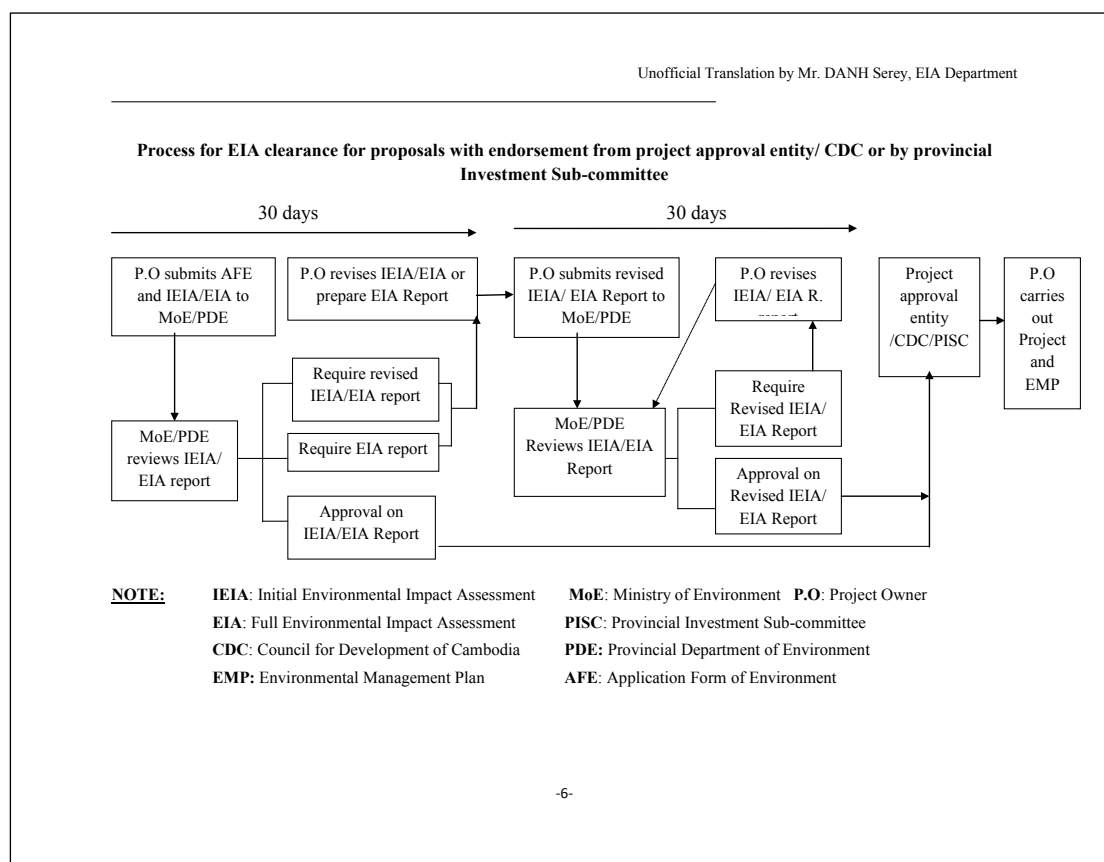 Unofficial Translation by Mr. DANH Serey, EIA Department
Process for EIA clearance for proposals with endorsement from project approval entity/ CDC or by provincial
Investment Sub-committee
30 days
30 days
P.O submits AFE
and IEIA/EIA to
MoE/PDE
P.O revises IEIA/EIA or
prepare EIA Report
P.O submits revised
IEIA/ EIA Report to
MoE/PDE
P.O revises
IEIA/ EIA R.
Project
approval
entity
/CDC/PISC
P.O
carries
out
Project
and
EMP
Require revised
IEIA/EIA report
Require EIA report
MoE/PDE
reviews IEIA/
EIA report
Approval on
IEIA/EIA Report
MoE/PDE
Reviews IEIA/EIA
Report
Require
Revised IEIA/
EIA Report
Approval on
Revised IEIA/
EIA Report
NOTE: IEIA: Initial Environmental Impact Assessment MoE: Ministry of Environment P.O: Project Owner
EIA: Full Environmental Impact Assessment PISC: Provincial Investment Sub-committee
CDC: Council for Development of Cambodia PDE: Provincial Department of Environment
EMP: Environmental Management Plan AFE: Application Form of Environment
-6-